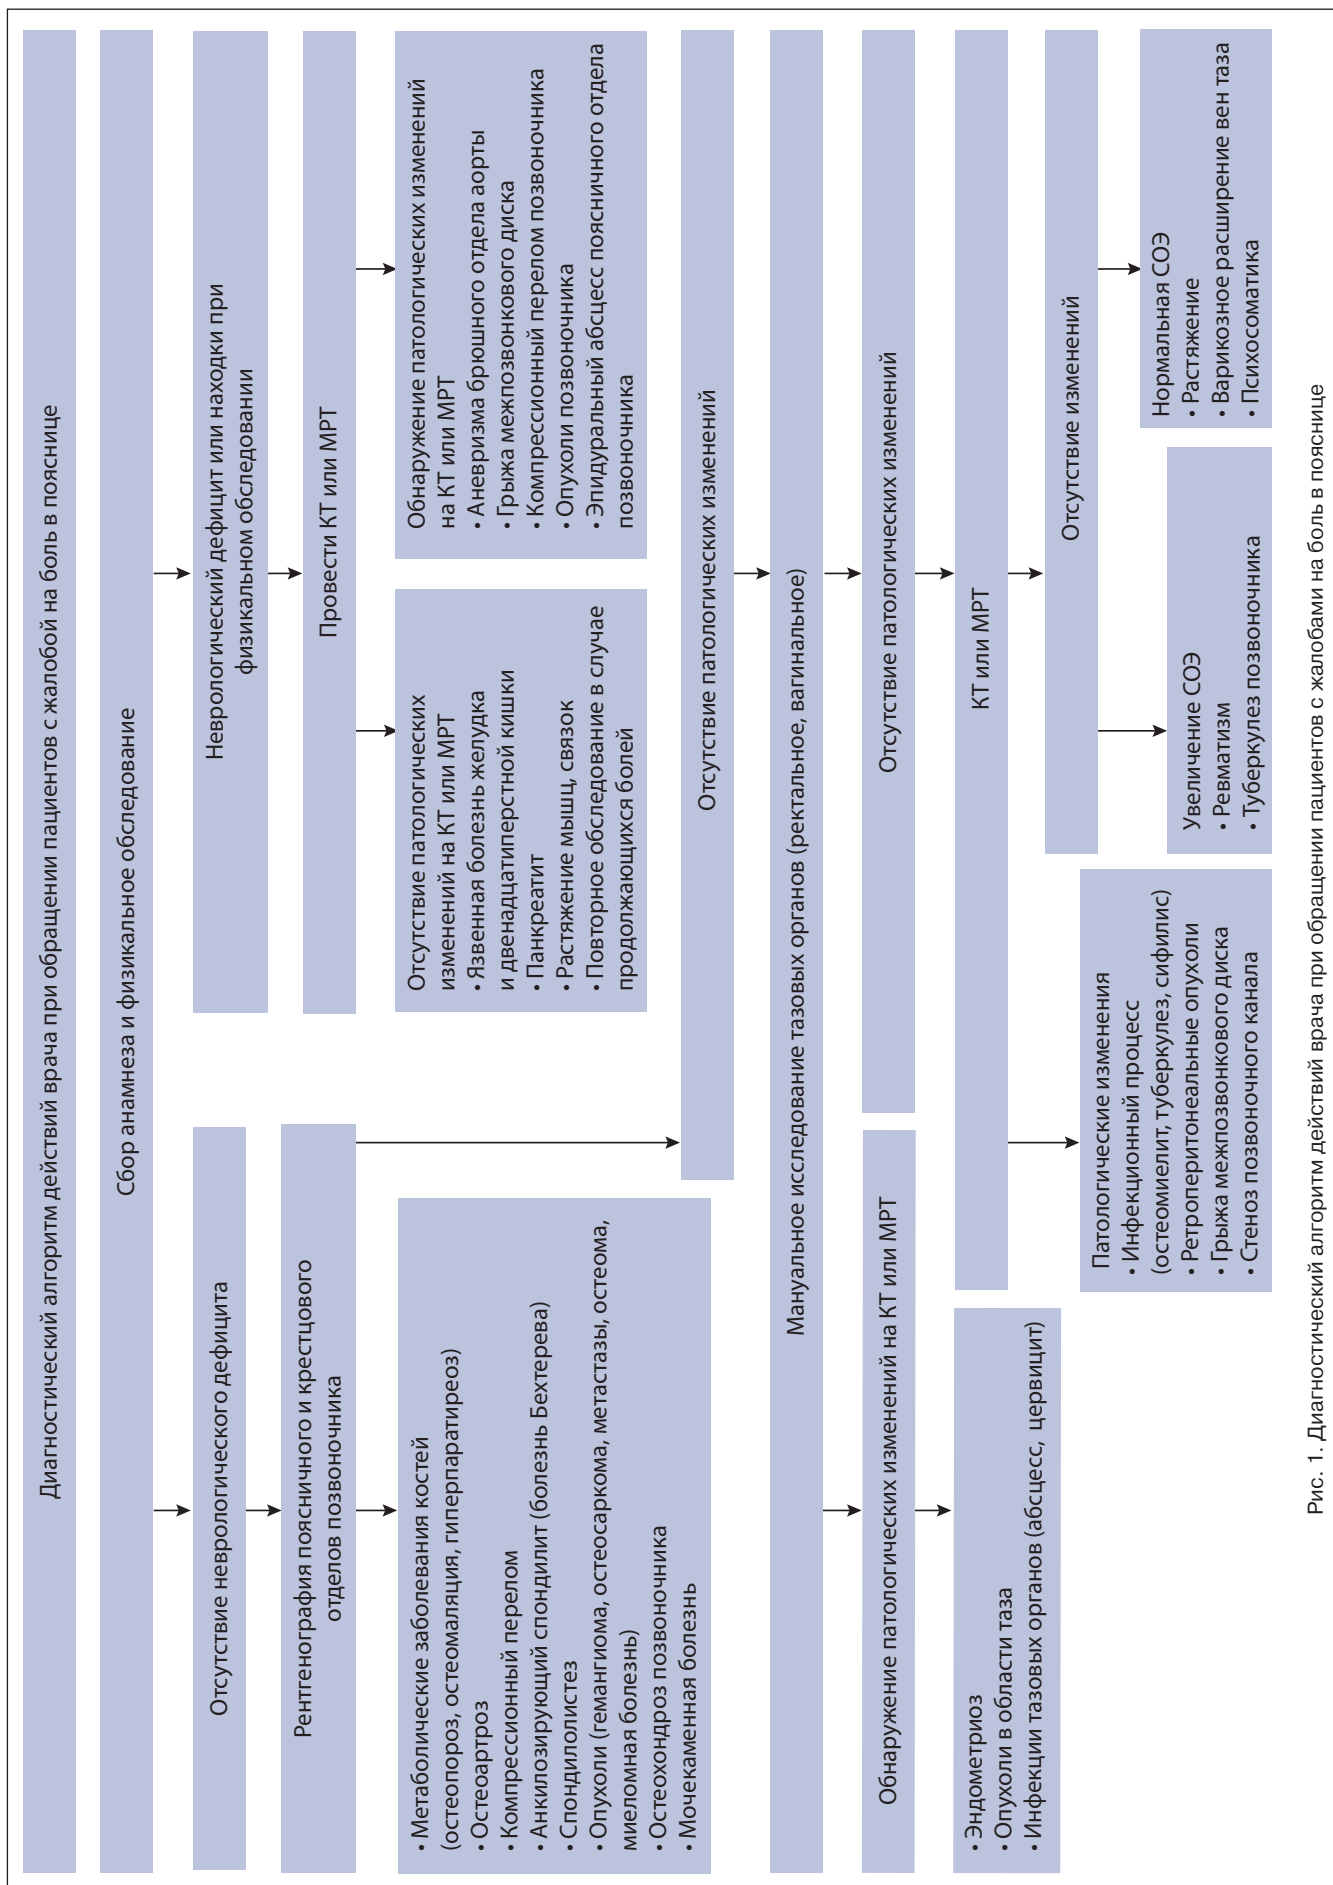 Диагностический алгоритм действий врача при обращении пациентов с жалобой на боль в пояснице
Сбор анамнеза и физикальное обследование
Отсутствие неврологического дефицита
Рентгенография поясничного и крестцового
отделов позвоночника
• Метаболические заболевания костей
(остеопороз, остеомаляция, гиперпаратиреоз)
• Остеоартроз
• Компрессионный перелом
• Анкилозирующий спондилит (болезнь Бехтерева)
• Спондилолистез
• Опухоли (гемангиома, остеосаркома, метастазы, остеома,
миеломная болезнь)
• Остеохондроз позвоночника
• Мочекаменная болезнь
Неврологический дефицит или находки при
физикальном обследовании
Провести КТ или МРТ
Отсутствие патологических
изменений на КТ или МРТ
• Язвенная болезнь желудка
и двенадцатиперстной кишки
• Панкреатит
• Растяжение мышц, связок
• Повторное обследование в случае
продолжающихся болей
Обнаружение патологических изменений
на КТ или МРТ
• Аневризма брюшного отдела аорты
• Грыжа межпозвонкового диска
• Компрессионный перелом позвоночника
• Опухоли позвоночника
• Эпидуральный абсцесс поясничного отдела
позвоночника
Отсутствие патологических изменений
Мануальное исследование тазовых органов (ректальное, вагинальное)
Обнаружение патологических изменений на КТ или МРТ
• Эндометриоз
• Опухоли в области таза
• Инфекции тазовых органов (абсцесс, цервицит)
Отсутствие патологических изменений
КТ или МРТ
Патологические изменения
• Инфекционный процесс
(остеомиелит, туберкулез, сифилис)
• Ретроперитонеальные опухоли
• Грыжа межпозвонкового диска
• Стеноз позвоночного канала
Отсутствие изменений
Увеличение СОЭ
• Ревматизм
• Туберкулез позвоночника
Нормальная СОЭ
• Растяжение
• Варикозное расширение вен таза
• Психосоматика
Рис. 1. Диагностический алгоритм действий врача при обращении пациентов с жалобами на боль в пояснице